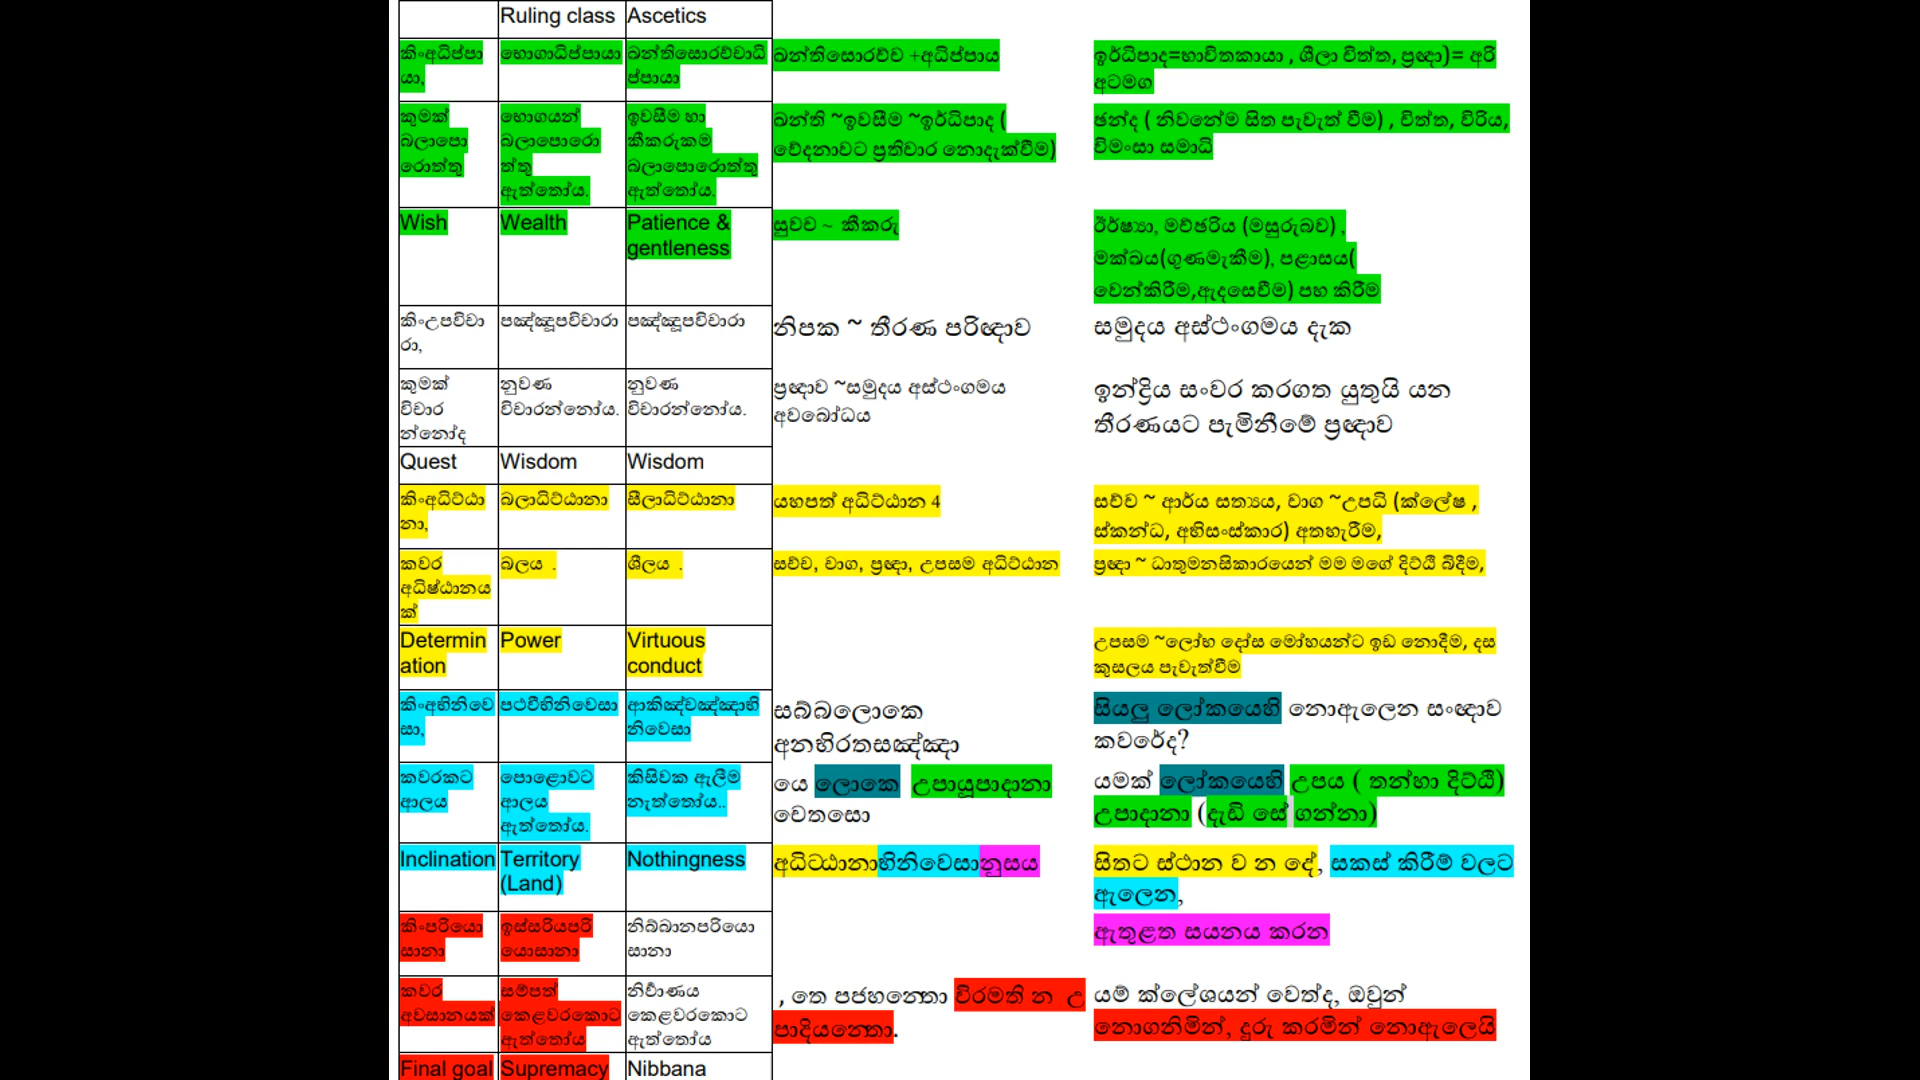 Ruling class Ascetics
කිංඅධිප්පා භොගාධිප්පායා ඛන්තිසොරච්චාධි ඛන්තිසොරච්ච +අධිප්පාය ඉර්ධිපාද=භාවිතකායා , ශීලා චිත්ත, ප්‍රඥා)= අරි
යා, ප්පායා අටමග
කුමක් භොගයන් ඉවසීම හා ඛන්ති ~ඉවසීම ~ඉර්ධිපාද ( ඡන්ද ( නිවනේම සිත පැවැත් වීම) , චිත්ත, විරිය,
බලාපො බලාපොරො කීකරුකම වේදනාවට ප්‍රතිචාර නොදැක්වීම) විමංසා සමාධි
රොත්තු ත්තු බලාපොරොත්තු
ඇත්තෝය. ඇත්තෝය.
Wish Wealth Patience & සුවච ~ කීකරු ඊර්ෂ්‍යා, මච්ඡරිය (මසුරුබව) ,
gentleness මක්ඛය(ගුණමැකීම), පළාසය(
වෙන්කිරීම,ඇදසෙවීම) පහ කිරීම
කිංඋපවිචා පඤ්ඤූපවිචාරා පඤ්ඤූපවිචාරා නිපක ~ තීරණ පරිඥාව සමුදය අස්ථංගමය දැක
රා,
කුමක් නුවණ නුවණ ප්‍රඥාව ~සමුදය අස්ථංගමය ඉන්ද්‍රිය සංවර කරගත යුතුයි යන
විචාර විචාරන්නෝය. විචාරන්නෝය. අවබෝධය තීරණයට පැමිනීමේ ප්‍රඥාව
න්නෝද
Quest Wisdom Wisdom
කිංඅධිට්ඨා බලාධිට්ඨානා සීලාධිට්ඨානා යහපත් අධිට්ඨාන 4 සච්ච ~ ආර්ය සත්‍යය, චාග ~උපධි (ක්ලේෂ ,
නා, ස්කන්ධ, අභිසංස්කාර) අතහැරීම,
කවර බලය . ශීලය . සච්ච, චාග, ප්‍රඥා, උපසම අධිට්ඨාන ප්‍රඥා ~ ධාතුමනසිකාරයෙන් මම මගේ දිට්ඨි බිදීම,
අධිෂ්ඨානය
ක්
Determin Power Virtuous උපසම ~ලෝභ දෝස මෝහයන්ට ඉඩ නොදීම, දස
ation conduct කුසලය පැවැත්වීම
කිංඅභිනිවෙ පඨවීභිනිවෙසා ආකිඤ්චඤ්ඤාභි සබ්බලොකෙ සියලු ලෝකයෙහි නොඇලෙන සංඥාව
සා, නිවෙසා අනභිරතසඤ්ඤා කවරේද?
කවරකට පොළොවට කිසිවක ඇලීම යෙ ලොකෙ උපායූපාදානා යමක් ලෝකයෙහි උපය ( තන්හා දිට්ඨි)
ආලය ආලය නැත්තෝය.. චෙතසො උපාදානා (දැඩි සේ ගන්නා)
ඇත්තෝය.
Inclination Territory Nothingness අධිට්ඨානාභිනිවෙසානුසය සිතට ස්ථාන ව න දේ, සකස් කිරීම් වලට
(Land) ඇලෙන,
ඇතුළත සයනය කරන
කිංපරියො ඉස්සරියපරි නිබ්බානපරියො
සානා යොසානා සානා
කවර සම්පත් නිර්‍වාණය , තෙ පජහන්තො විරමති න උ යම් ක්ලේශයන් වෙත්ද, ඔවුන්
අවසානයක් කෙළවරකොට කෙළවරකොට පාදියන්තො. නොගනිමින්, දුරු කරමින් නොඇලෙයි
ඇත්තෝය ඇත්තෝය
Final goal Supremacy Nibbana